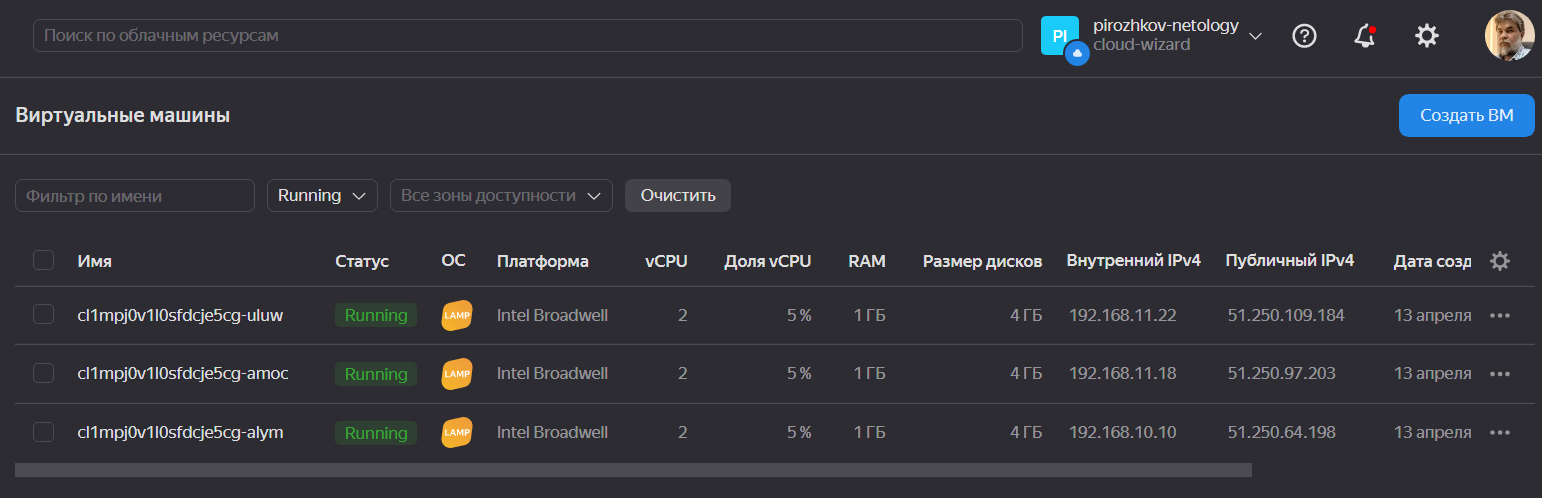 Поиск по облачным ресурсам
PI
pirozhkov-netology
cloud-wizard
Виртуальные машины
Создать ВМ
Фильтр по имени
Running
Все зоны доступности
Очистить
Имя Статус ОС Платформа vCPU Доля vCPU RAM Размер дисков Внутренний IPv4 Публичный IPv4 Дата созд
cl1mpj0v1l0sfdcje5cg-uluw Running LAMP Intel Broadwell 2 5 % 1 ГБ 4 ГБ 192.168.11.22 51.250.109.184 13 апреля
cl1mpj0v1l0sfdcje5cg-amoc Running LAMP Intel Broadwell 2 5 % 1 ГБ 4 ГБ 192.168.11.18 51.250.97.203 13 апреля
cl1mpj0v1l0sfdcje5cg-alym Running LAMP Intel Broadwell 2 5 % 1 ГБ 4 ГБ 192.168.10.10 51.250.64.198 13 апреля